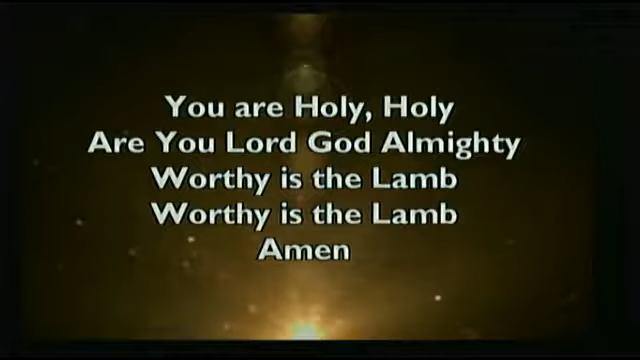 You are Holy, Holy
Are You Lord God Almighty
Worthy is the Lamb
Worthy is the Lamb
Amen